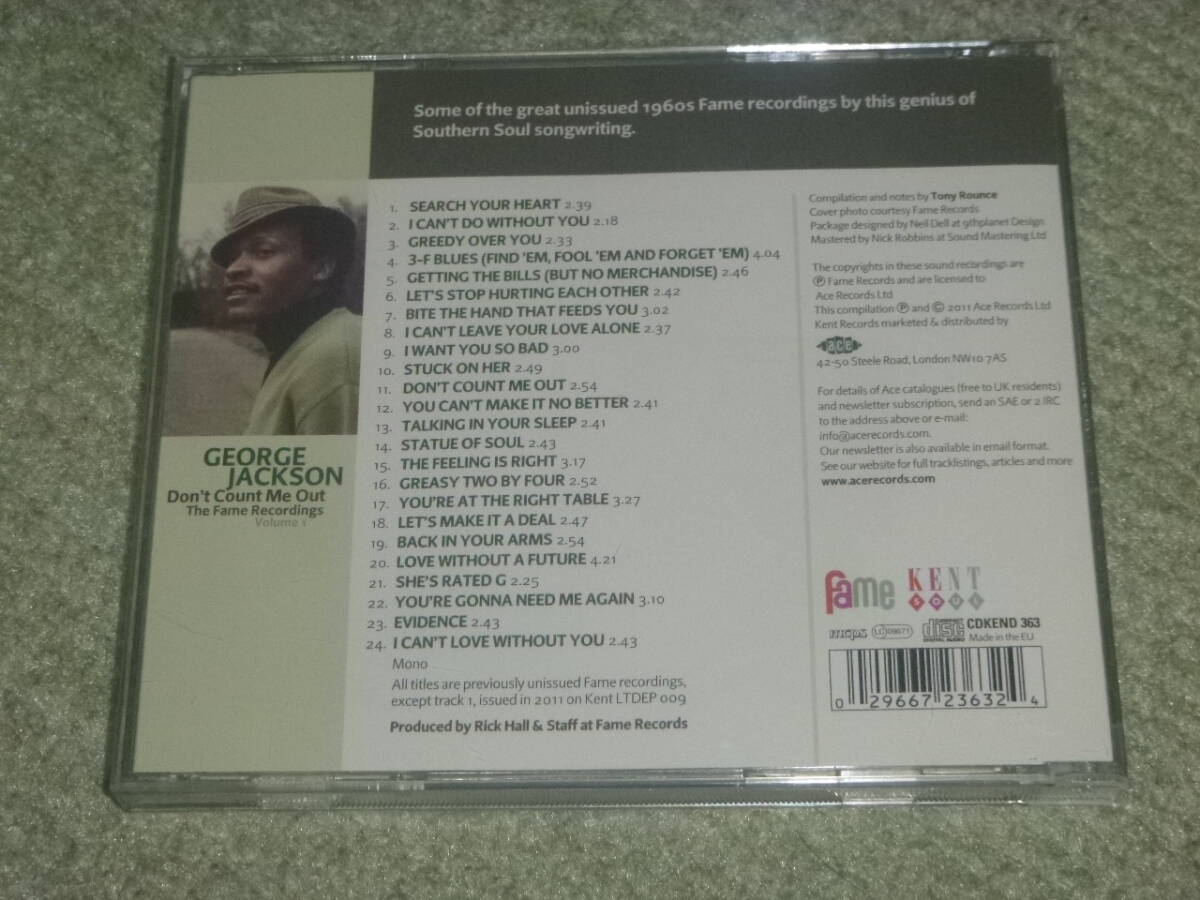 Some of the great unissued 1960s Fame recordings by this genius of
Southern Soul songwriting.
1. SEARCH YOUR HEART 2.39
2. I CAN'T DO WITHOUT YOU 2.18
3. GREEDY OVER YOU 2.33
4. 3-F BLUES (FIND 'EM, FOOL 'EM AND FORGET 'EM) 4.04
5. GETTING THE BILLS (BUT NO MERCHANDISE) 2.46
6. LET'S STOP HURTING EACH OTHER 2.42
7. BITE THE HAND THAT FEEDS YOU 3.02
8. I CAN'T LEAVE YOUR LOVE ALONE 2.37
9. I WANT YOU SO BAD 3.00
10. STUCK ON HER 2.49
11. DON'T COUNT ME OUT 2.54
12. YOU CAN'T MAKE IT NO BETTER 2.41
13. TALKING IN YOUR SLEEP 2.41
14. STATUE OF SOUL 2.43
15. THE FEELING IS RIGHT 3.17
16. GREASY TWO BY FOUR 2.52
17. YOU'RE AT THE RIGHT TABLE 3.27
18. LET'S MAKE IT A DEAL 2.47
19. BACK IN YOUR ARMS 2.54
20. LOVE WITHOUT A FUTURE 4.21
21. SHE'S RATED G 2.25
22. YOU'RE GONNA NEED ME AGAIN 3.10
23. EVIDENCE 2.43
24. I CAN'T LOVE WITHOUT YOU 2.43
Mono
All titles are previously unissued Fame recordings,
except track 1, issued in 2011 on Kent LTDEP 009
Produced by Rick Hall & Staff at Fame Records
GEORGE
JACKSON
Don't Count Me Out
The Fame Recordings
Volume 1
Compilation and notes by Tony Rounce
Cover photo courtesy Fame Records
Package designed by Neil Dell at 9thplanet Design
Mastered by Nick Robbins at Sound Mastering Ltd
The copyrights in these sound recordings are
℗ Fame Records and are licensed to
Ace Records Ltd
This compilation ℗ and © 2011 Ace Records Ltd
Kent Records marketed & distributed by
ace
42-50 Steele Road, London NW10 7AS
For details of Ace catalogues (free to UK residents)
and newsletter subscription, send an SAE or 2 IRC
to the address above or e-mail:
info@acerecords.com.
Our newsletter is also available in email format.
See our website for full tracklistings, articles and more
www.acerecords.com
fame KENT
SOUL
mcps LC 09671 disc DIGITAL AUDIO CDKEND 363
COMPACT
Made in the EU
0 29667 23632 4